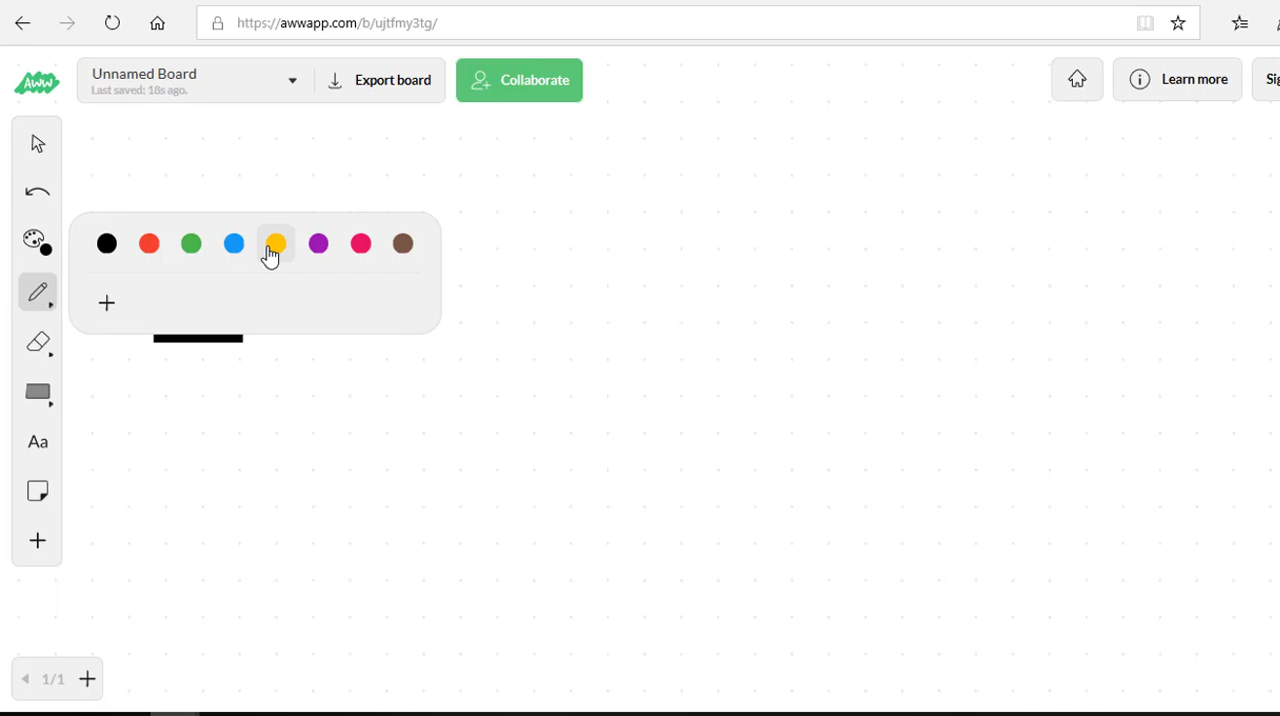 https://awwapp.com/b/ujtfmy3tg/
AWW
Unnamed Board
Last saved: 18s ago.
Export board
Collaborate
Learn more
Sig
Aa
1/1